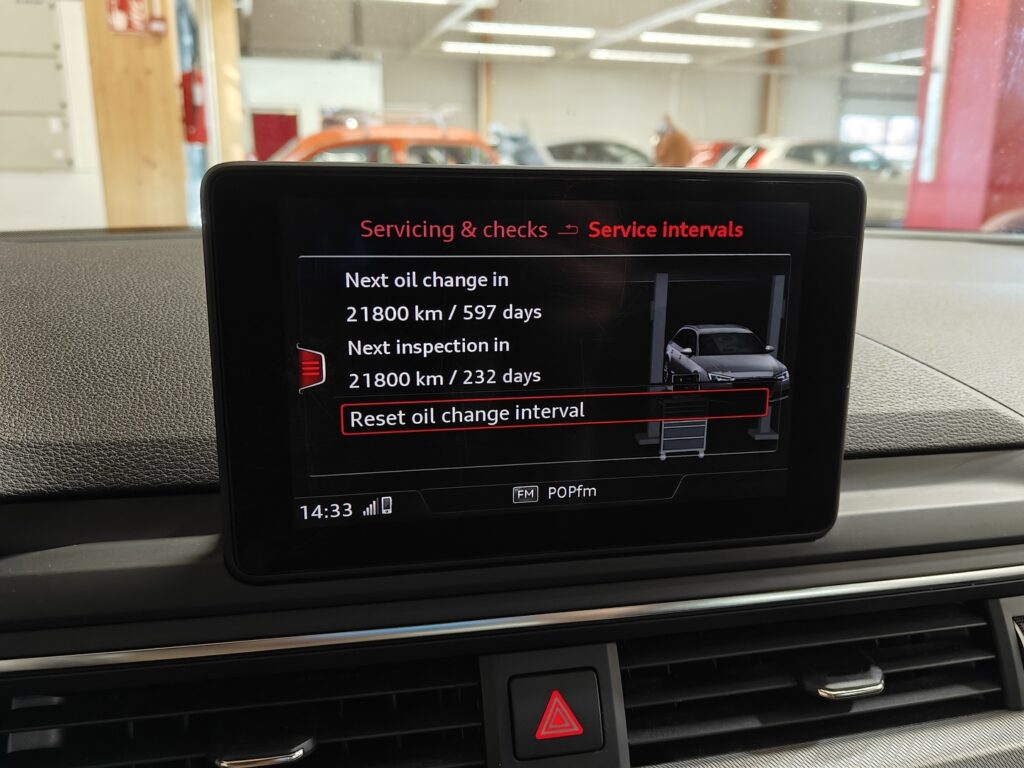 Servicing & checks Service intervals
Next oil change in
21800 km / 597 days
Next inspection in
21800 km / 232 days
Reset oil change interval
14:33 FM POPfm